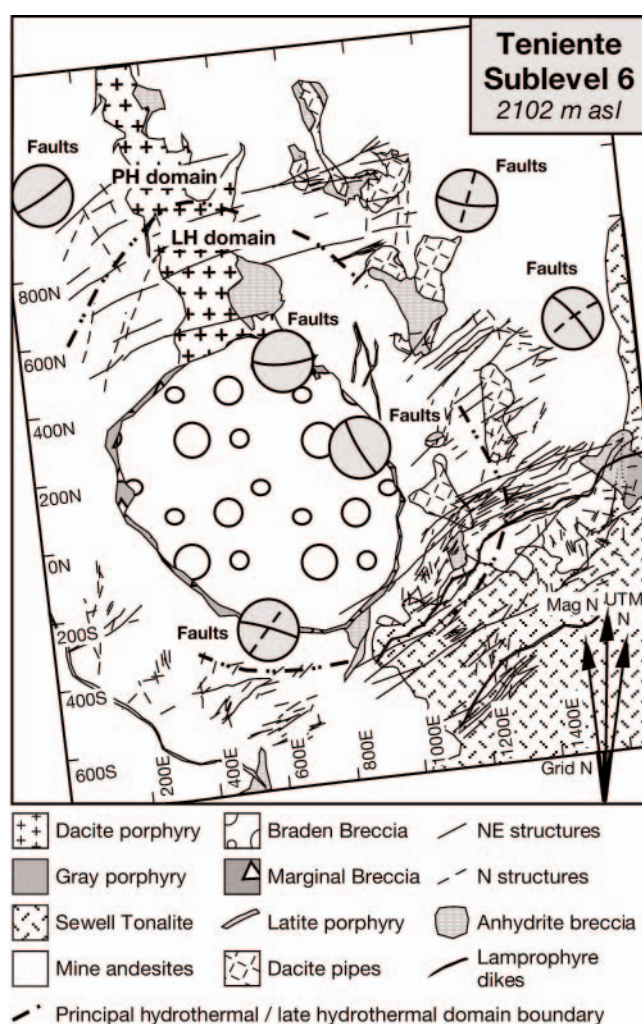 Teniente
Sublevel 6
2102 m asl
Faults
Faults
PH domain
LH domain
Faults
800N
Faults
600N
Faults
400N
200N
0N
Mag N UTM
N
200S
Faults
400S
600S
200E
400E
600E
800E
1000E
1200E
1400E
Grid N
Dacite porphyry
Braden Breccia
NE structures
Gray porphyry
Marginal Breccia
N structures
Sewell Tonalite
Latite porphyry
Anhydrite breccia
Mine andesites
Dacite pipes
Lamprophyre
dikes
Principal hydrothermal / late hydrothermal domain boundary